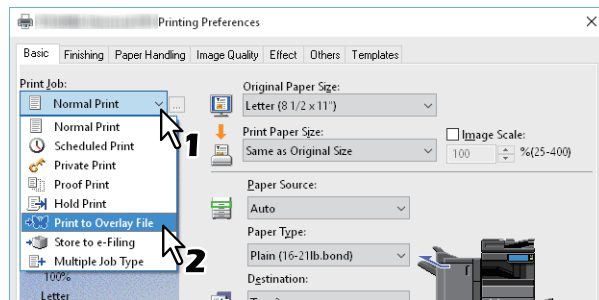 Printing Preferences
Basic Finishing Paper Handling Image Quality Effect Others Templates
Print Job:
Normal Print
...
Normal Print
Scheduled Print
Private Print
Proof Print
Hold Print
Print to Overlay File
Store to e-Filing
Multiple Job Type
100%
Letter
1
2
Original Paper Size:
Letter (8 1/2 x 11")
Print Paper Size:
Same as Original Size
Image Scale:
100 %(25-400)
Paper Source:
Auto
Paper Type:
Plain (16-21lb.bond)
Destination: